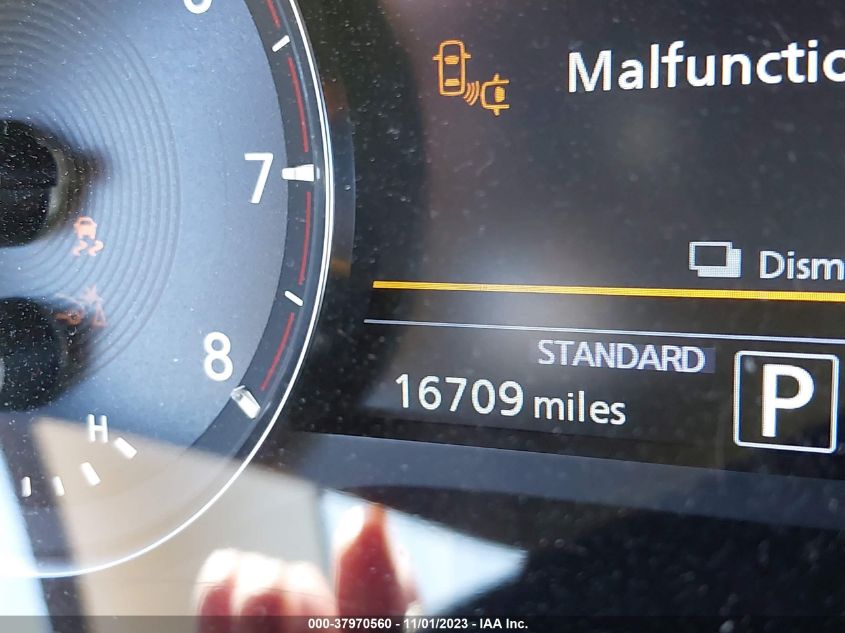 7
8
H
Malfunctio
Dism
STANDARD
16709 miles
P
000-37970560 - 11/01/2023 - IAA Inc.